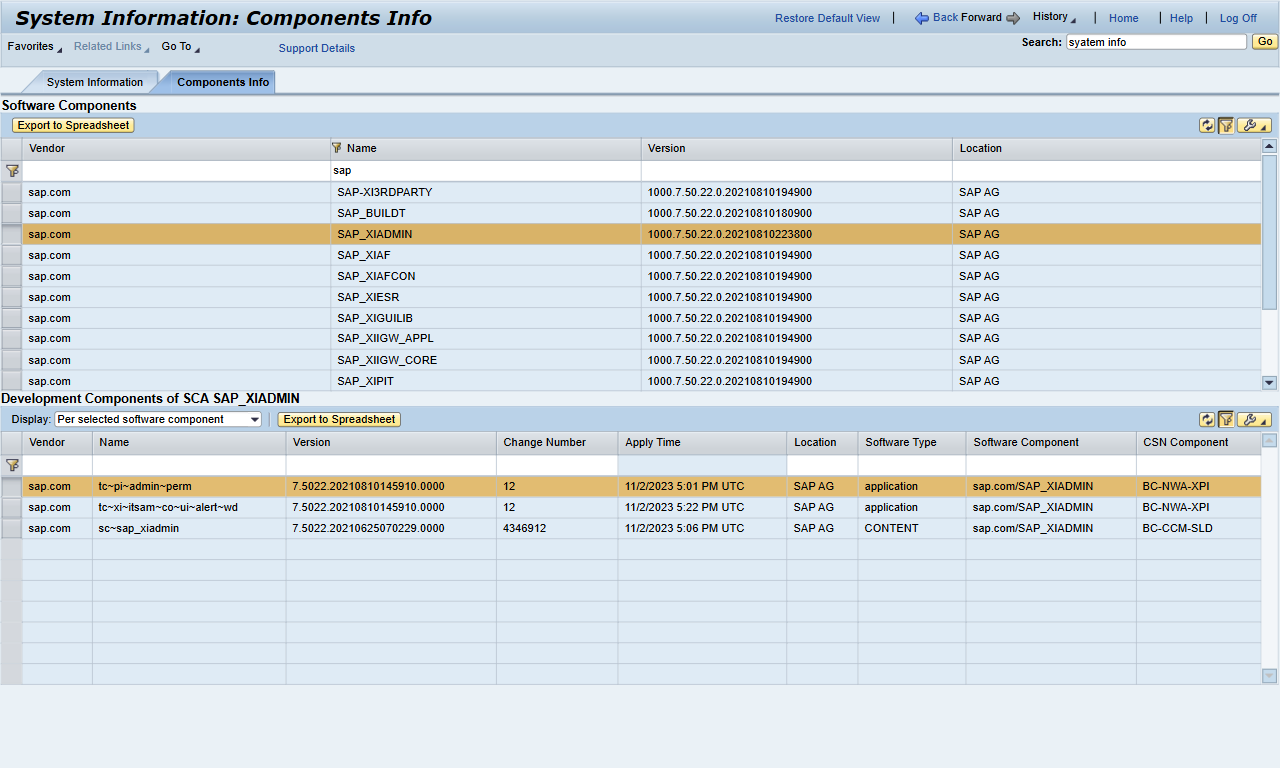 System Information: Components Info
Restore Default View | Back Forward History | Home | Help | Log Off
Favorites Related Links Go To Support Details Search: syatem info Go
System Information Components Info
Software Components
Export to Spreadsheet
Vendor Name Version Location
sap
sap.com SAP-XI3RDPARTY 1000.7.50.22.0.20210810194900 SAP AG
sap.com SAP_BUILDT 1000.7.50.22.0.20210810180900 SAP AG
sap.com SAP_XIADMIN 1000.7.50.22.0.20210810223800 SAP AG
sap.com SAP_XIAF 1000.7.50.22.0.20210810194900 SAP AG
sap.com SAP_XIAFCON 1000.7.50.22.0.20210810194900 SAP AG
sap.com SAP_XIESR 1000.7.50.22.0.20210810194900 SAP AG
sap.com SAP_XIGUILIB 1000.7.50.22.0.20210810194900 SAP AG
sap.com SAP_XIIGW_APPL 1000.7.50.22.0.20210810194900 SAP AG
sap.com SAP_XIIGW_CORE 1000.7.50.22.0.20210810194900 SAP AG
sap.com SAP_XIPIT 1000.7.50.22.0.20210810194900 SAP AG
Development Components of SCA SAP_XIADMIN
Display: Per selected software component Export to Spreadsheet
Vendor Name Version Change Number Apply Time Location Software Type Software Component CSN Component
sap.com tc~pi~admin~perm 7.5022.20210810145910.0000 12 11/2/2023 5:01 PM UTC SAP AG application sap.com/SAP_XIADMIN BC-NWA-XPI
sap.com tc~xi~itsam~co~ui~alert~wd 7.5022.20210810145910.0000 12 11/2/2023 5:22 PM UTC SAP AG application sap.com/SAP_XIADMIN BC-NWA-XPI
sap.com sc~sap_xiadmin 7.5022.20210625070229.0000 4346912 11/2/2023 5:06 PM UTC SAP AG CONTENT sap.com/SAP_XIADMIN BC-CCM-SLD